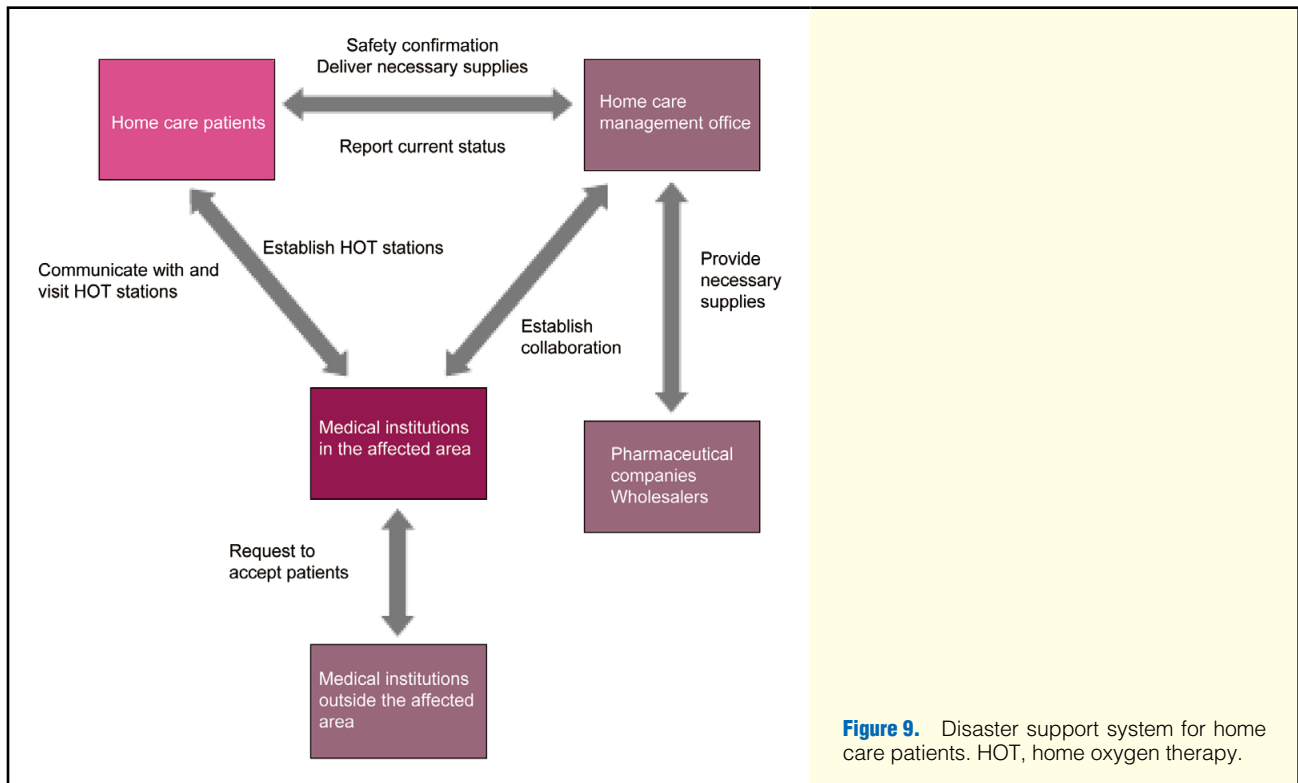 Safety confirmation
Deliver necessary supplies
Home care patients
Home care
management office
Report current status
Establish HOT stations
Communicate with and
visit HOT stations
Provide
necessary
supplies
Establish
collaboration
Medical institutions
in the affected area
Pharmaceutical
companies
Wholesalers
Request to
accept patients
Medical institutions
outside the affected
area
Figure 9. Disaster support system for home
care patients. HOT, home oxygen therapy.